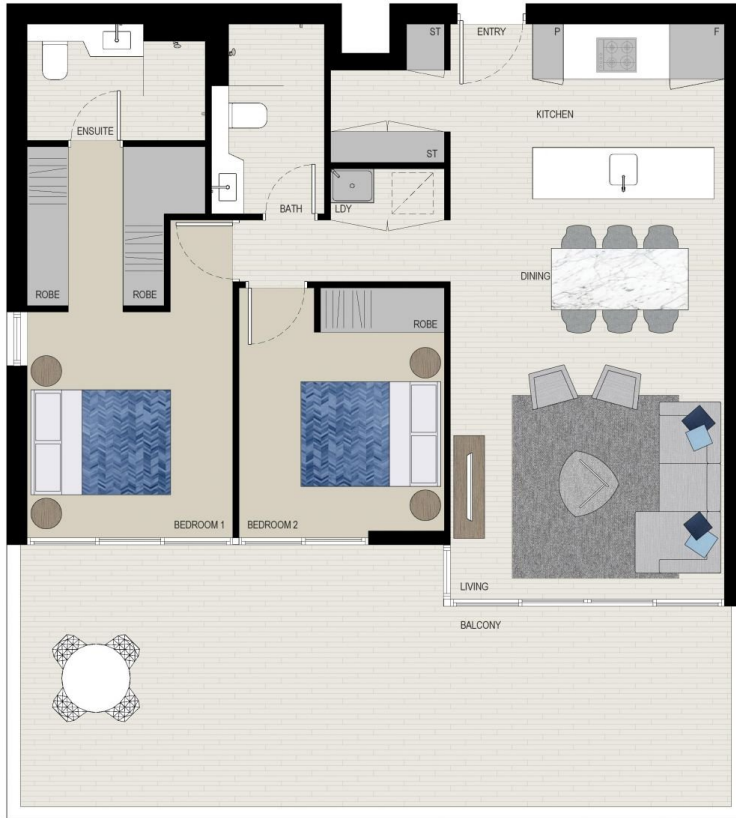 ST
ENTRY
P
F
KITCHEN
ENSUITE
ST
BATH
LDY
DINING
ROBE
ROBE
ROBE
BEDROOM 1
BEDROOM 2
LIVING
BALCONY